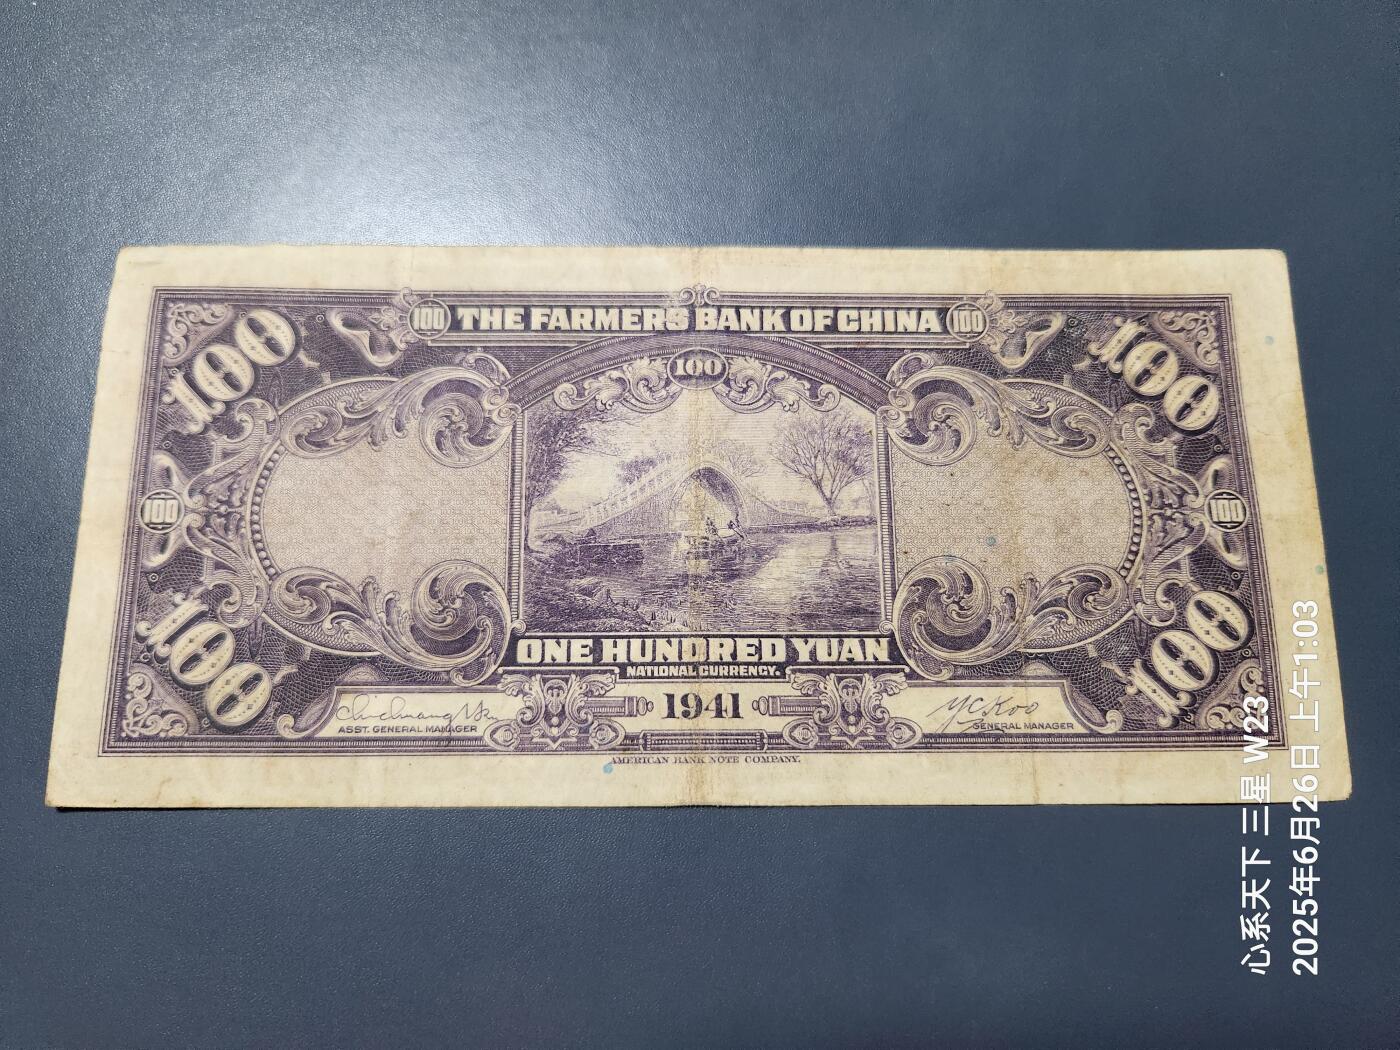 100 THE FARMERS BANK OF CHINA 100
100
100
100
100
100
100
100
ONE HUNDRED YUAN
NATIONAL CURRENCY.
1941
ASST. GENERAL MANAGER
Y C Koo
GENERAL MANAGER
AMERICAN BANK NOTE COMPANY.
心系天下 三星 W23
2025年6月26日 上午1:03